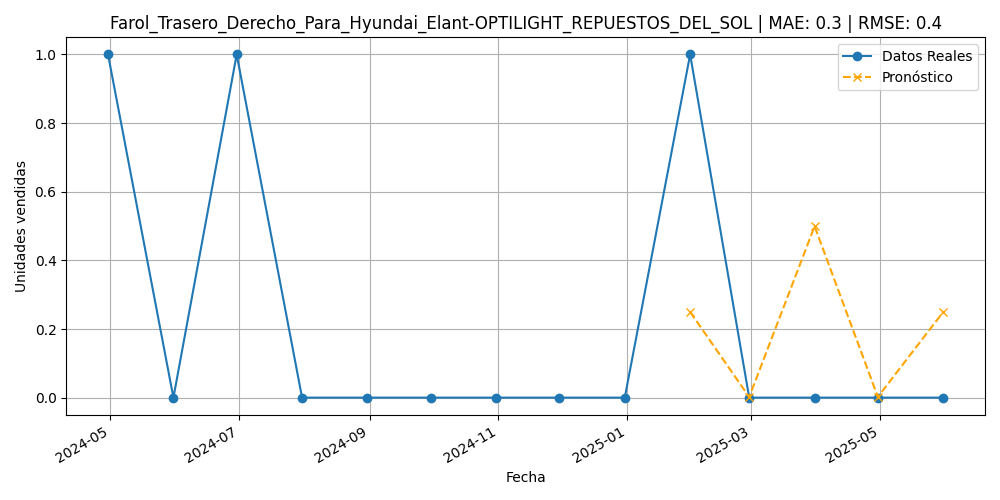 Farol_Trasero_Derecho_Para_Hyundai_Elant-OPTILIGHT_REPUESTOS_DEL_SOL | MAE: 0.3 | RMSE: 0.4
Datos Reales
Pronóstico
Unidades vendidas
1.0
0.8
0.6
0.4
0.2
0.0
2024-05
2024-07
2024-09
2024-11
2025-01
2025-03
2025-05
Fecha